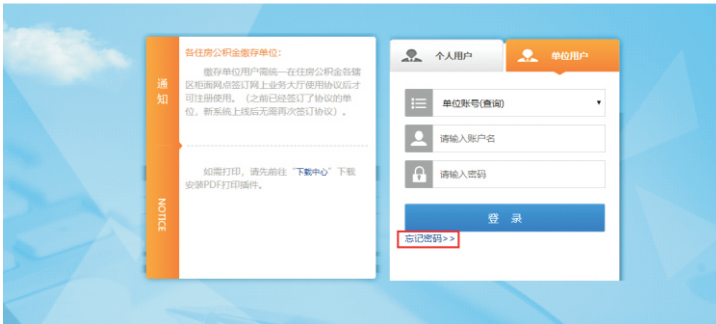 通知
各住房公积金缴存单位：
缴存单位用户需统一在住房公积金各辖
区柜面网点签订网上业务大厅使用协议后才
可注册使用。（之前已经签订了协议的单
位，新系统上线后无需再次签订协议）。
NOTICE
如需打印，请先前往“下载中心”下载
安装PDF打印插件。
个人用户
单位用户
单位账号(查询)
请输入账户名
请输入密码
登 录
忘记密码>>